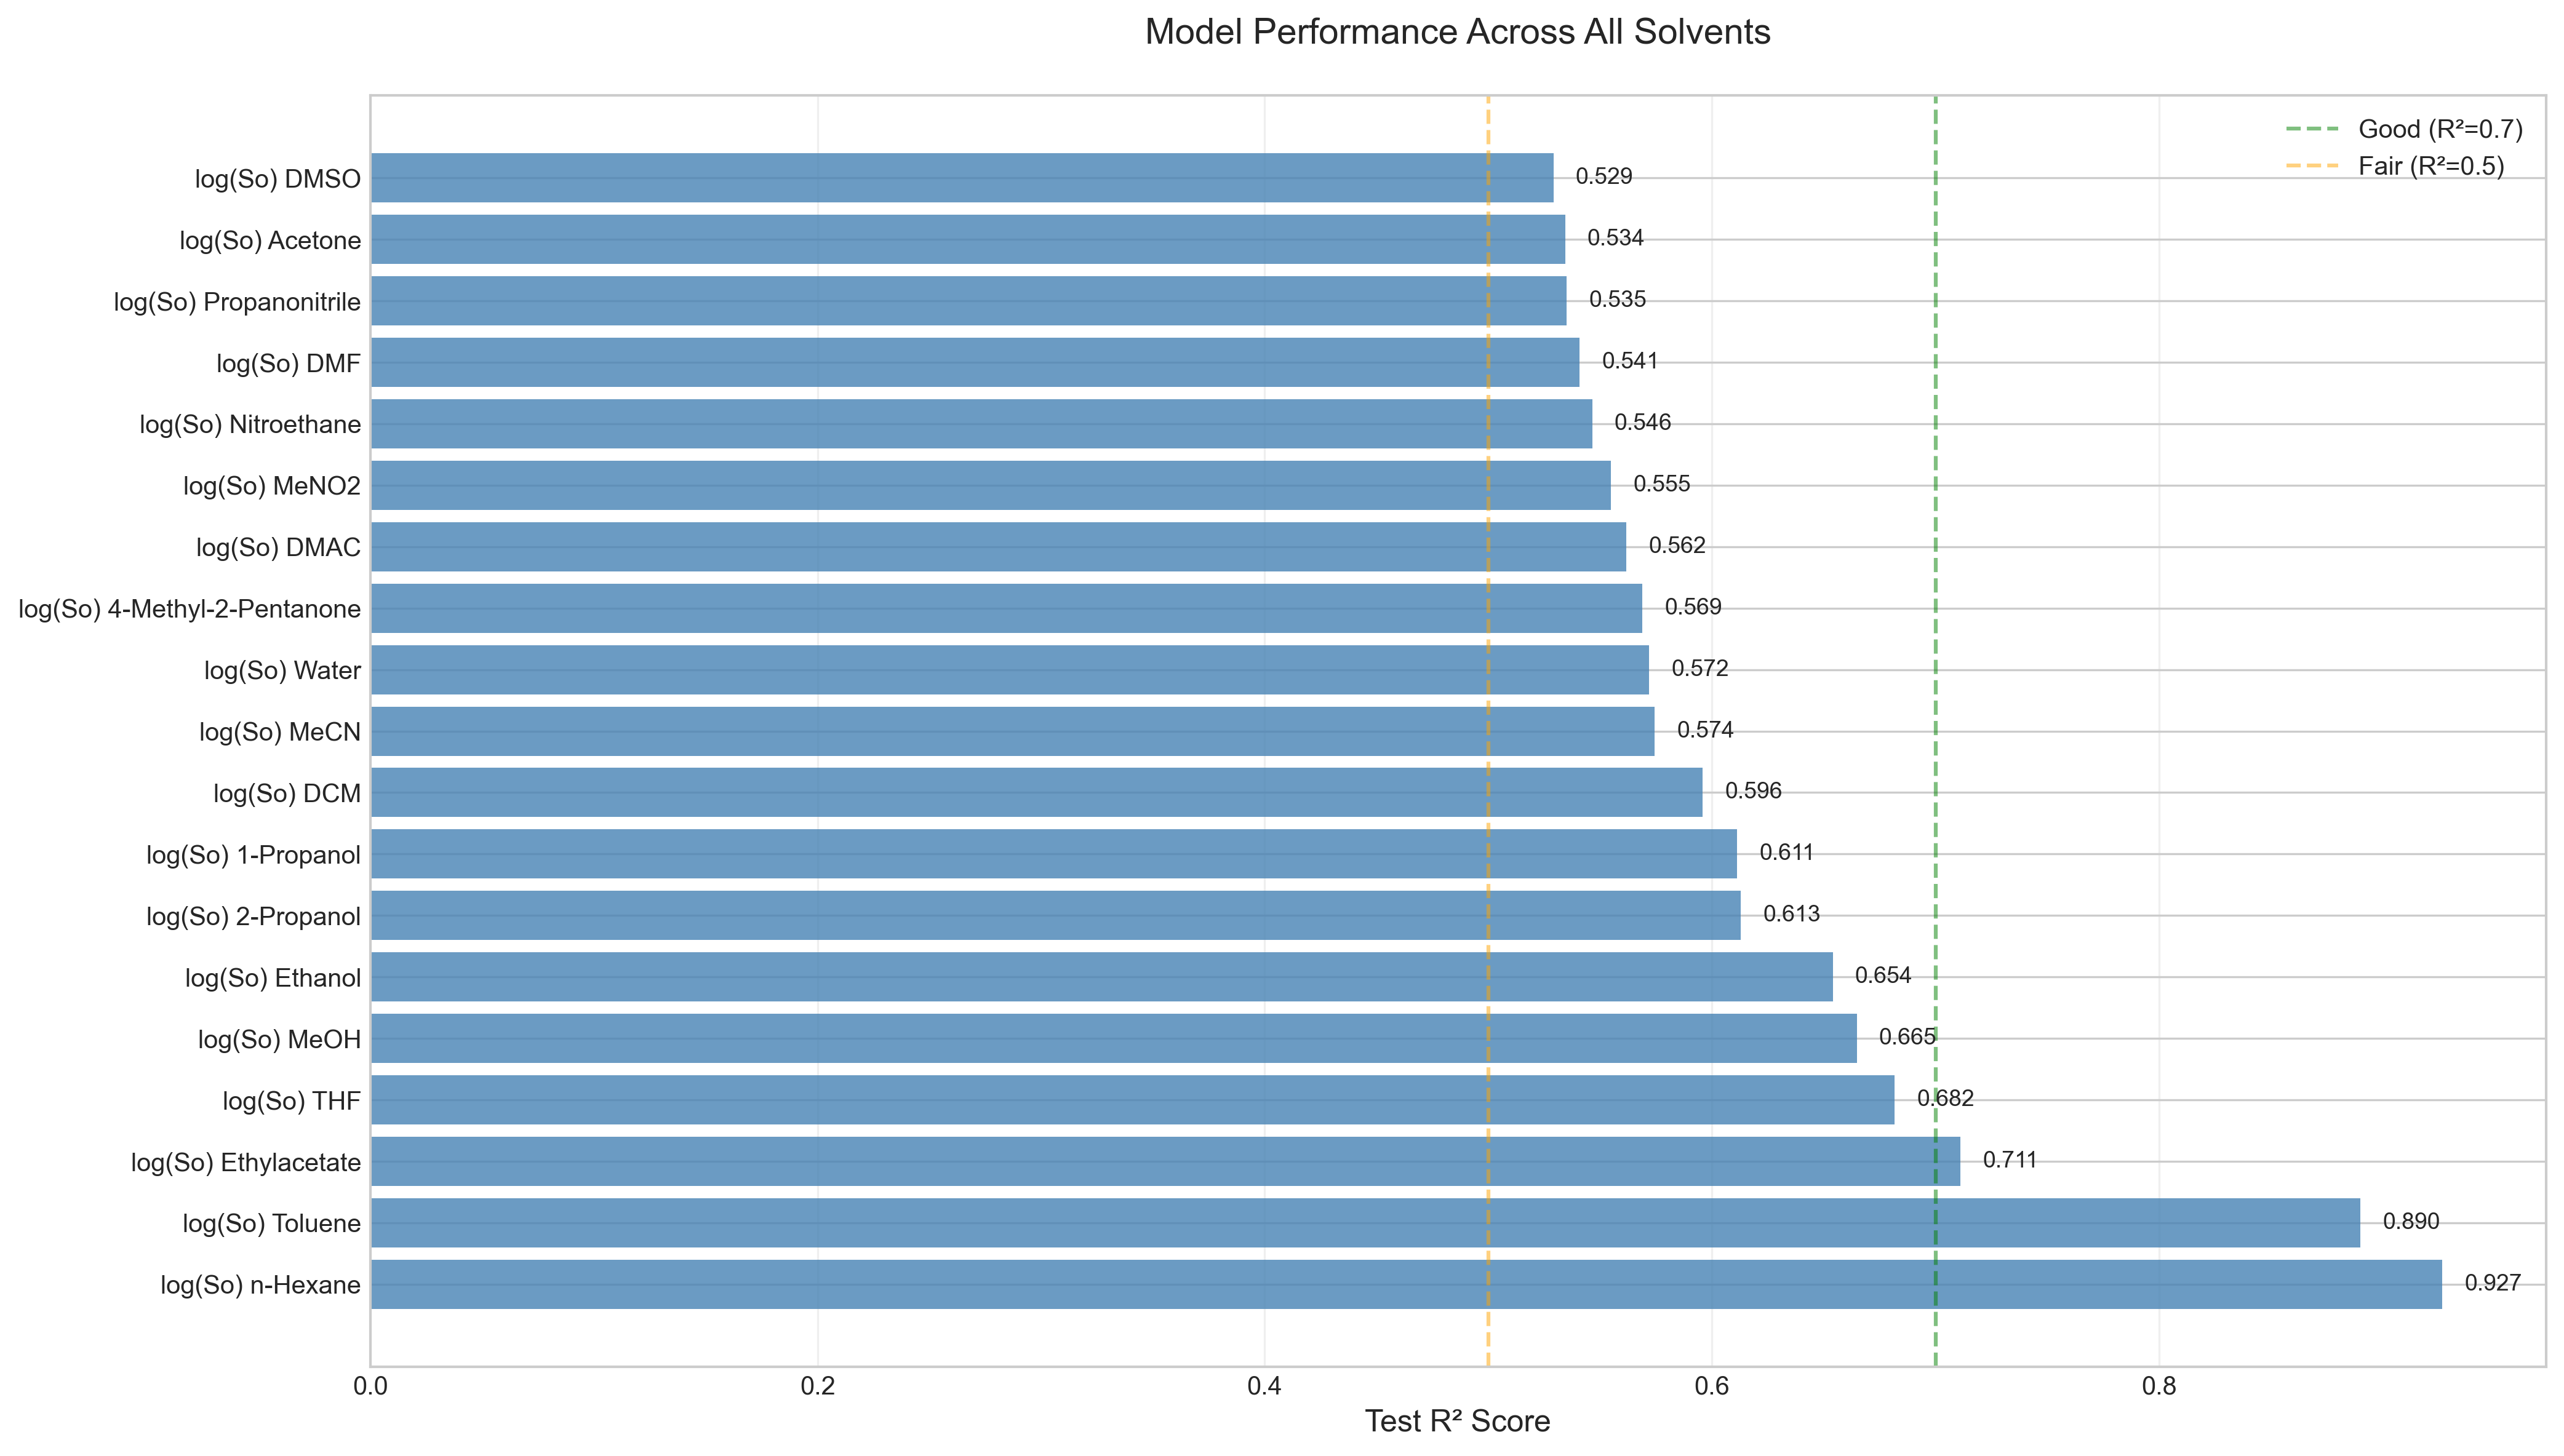 Model Performance Across All Solvents
Good (R²=0.7)
Fair (R²=0.5)
log(So) DMSO 0.529
log(So) Acetone 0.534
log(So) Propanonitrile 0.535
log(So) DMF 0.541
log(So) Nitroethane 0.546
log(So) MeNO2 0.555
log(So) DMAC 0.562
log(So) 4-Methyl-2-Pentanone 0.569
log(So) Water 0.572
log(So) MeCN 0.574
log(So) DCM 0.596
log(So) 1-Propanol 0.611
log(So) 2-Propanol 0.613
log(So) Ethanol 0.654
log(So) MeOH 0.665
log(So) THF 0.682
log(So) Ethylacetate 0.711
log(So) Toluene 0.890
log(So) n-Hexane 0.927
0.0 0.2 0.4 0.6 0.8
Test R² Score